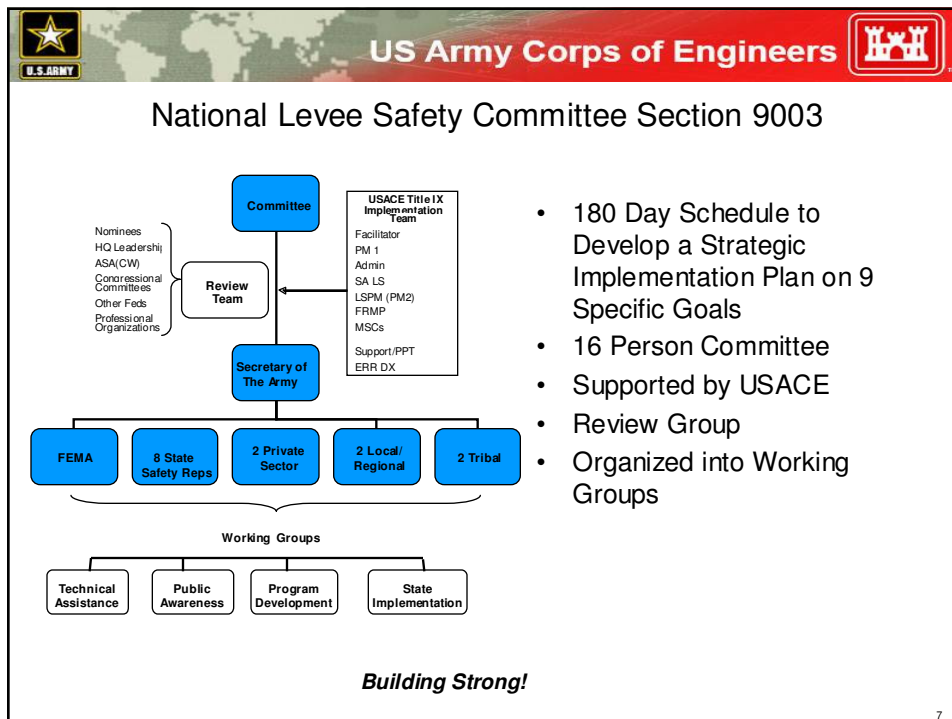 U.S.ARMY
US Army Corps of Engineers
National Levee Safety Committee Section 9003
Committee
USACE Title IX
Implementation
Team
Facilitator
PM 1
Admin
SA LS
LSPM (PM2)
FRMP
MSCs
Support/PPT
ERR DX
Nominees
HQ Leadership
ASA(CW)
Congressional
Committees
Other Feds
Professional
Organizations
Review
Team
Secretary of
The Army
FEMA
8 State
Safety Reps
2 Private
Sector
2 Local/
Regional
2 Tribal
Working Groups
Technical
Assistance
Public
Awareness
Program
Development
State
Implementation
• 180 Day Schedule to
Develop a Strategic
Implementation Plan on 9
Specific Goals
• 16 Person Committee
• Supported by USACE
• Review Group
• Organized into Working
Groups
Building Strong!
7